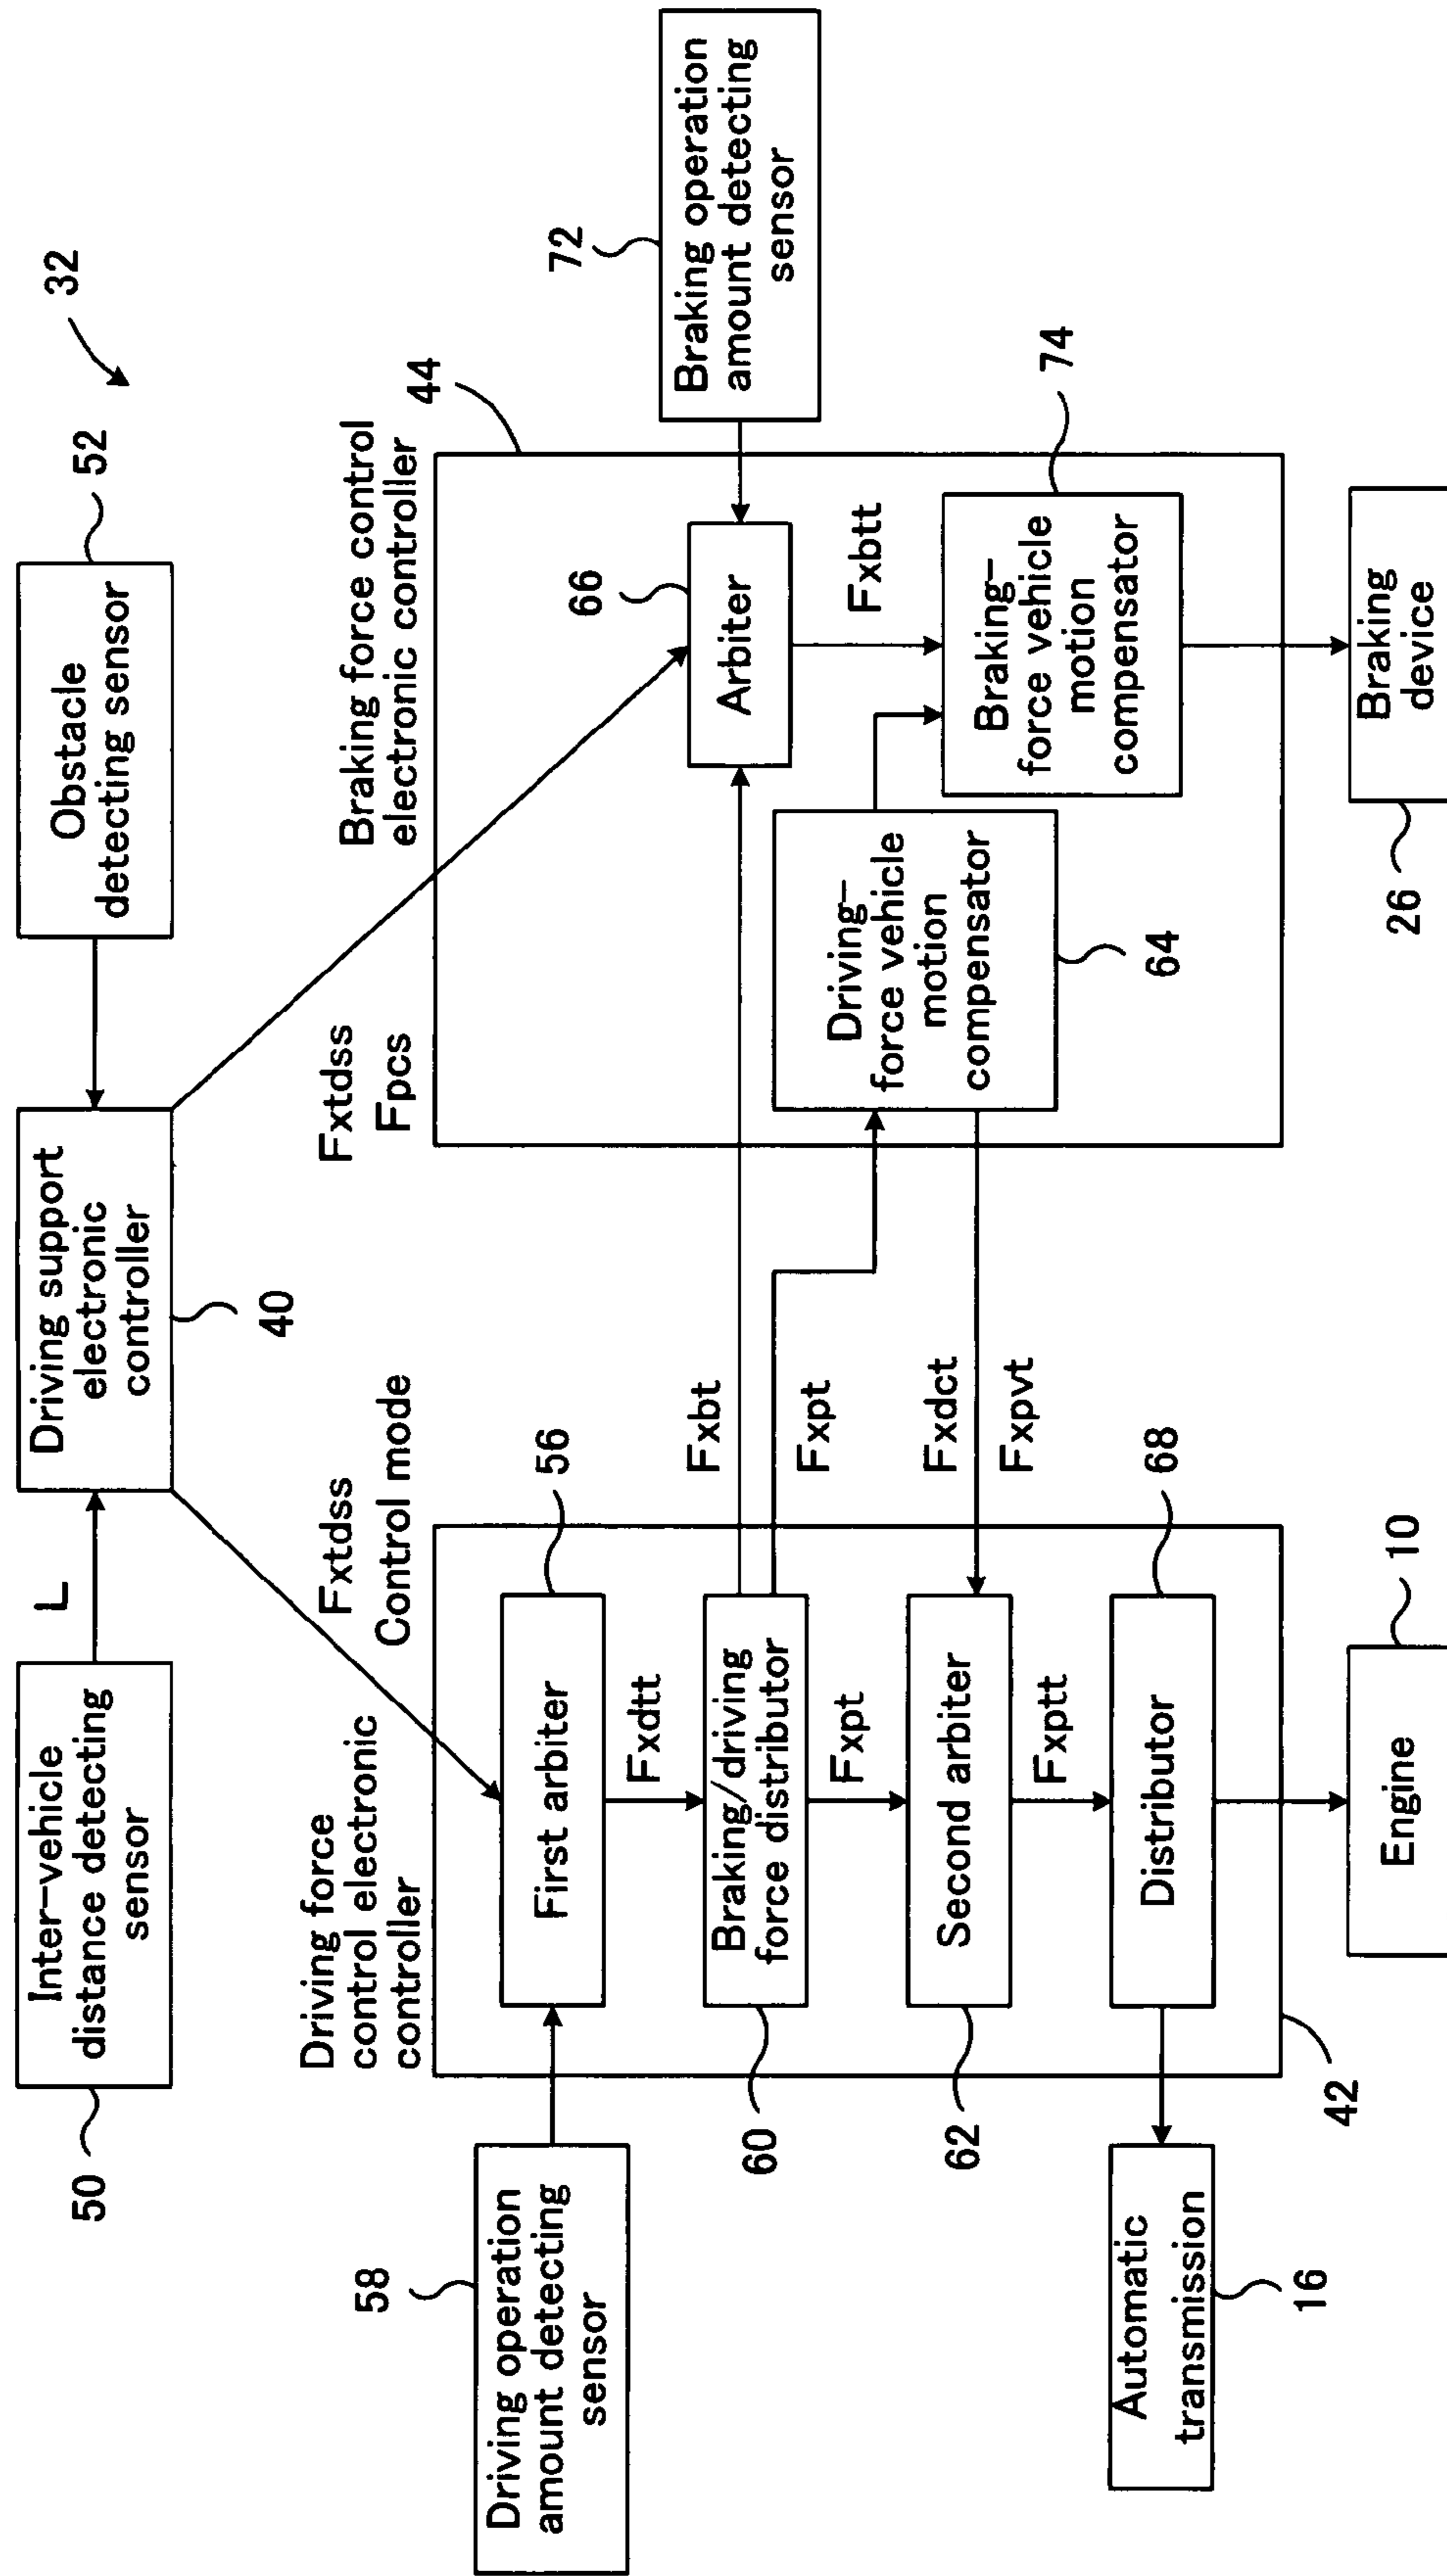 32
50
Inter-vehicle
distance detecting
sensor
L
Driving support
electronic
controller
40
Obstacle
detecting sensor
52
Fxtdss
Control mode
Fxtdss
Fpcs
Driving force
control electronic
controller
Braking force control
electronic controller
44
58
Driving operation
amount detecting
sensor
First arbiter
56
Fxdtt
60
Braking/driving
force distributor
Fxbt
Fxpt
Fxpt
62
Second arbiter
Fxdct
Fxpvt
Fxptt
Distributor
68
42
Automatic
transmission
16
Engine
10
66
Arbiter
72
Braking operation
amount detecting
sensor
Fxbtt
Driving-
force vehicle
motion
compensator
64
Braking-
force vehicle
motion
compensator
74
Braking
device
26